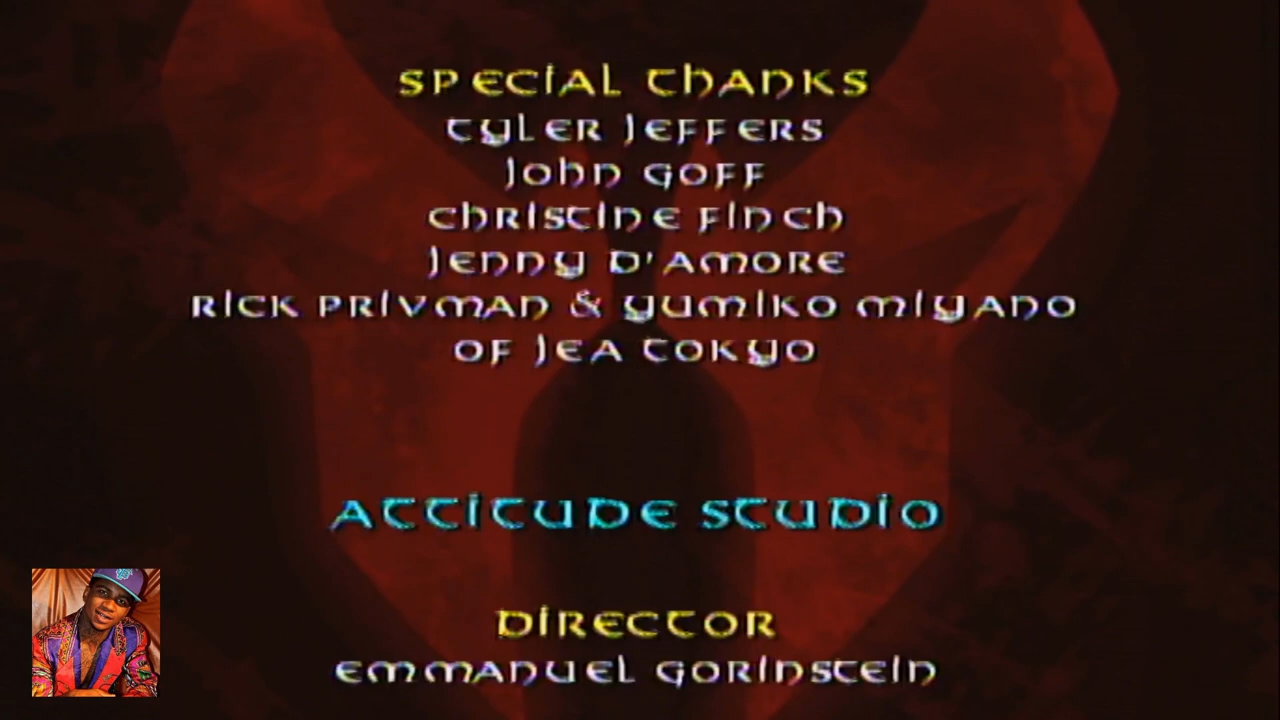 SPECIAL THANKS
TYLER JEFFERS
JOHN GOFF
CHRISTINE FINCH
JENNY D'AMORE
RICK PRIVMAN & YUMIKO MIYANO
OF JEA TOKYO
ATTITUDE STUDIO
DIRECTOR
EMMANUEL GORINSTEIN